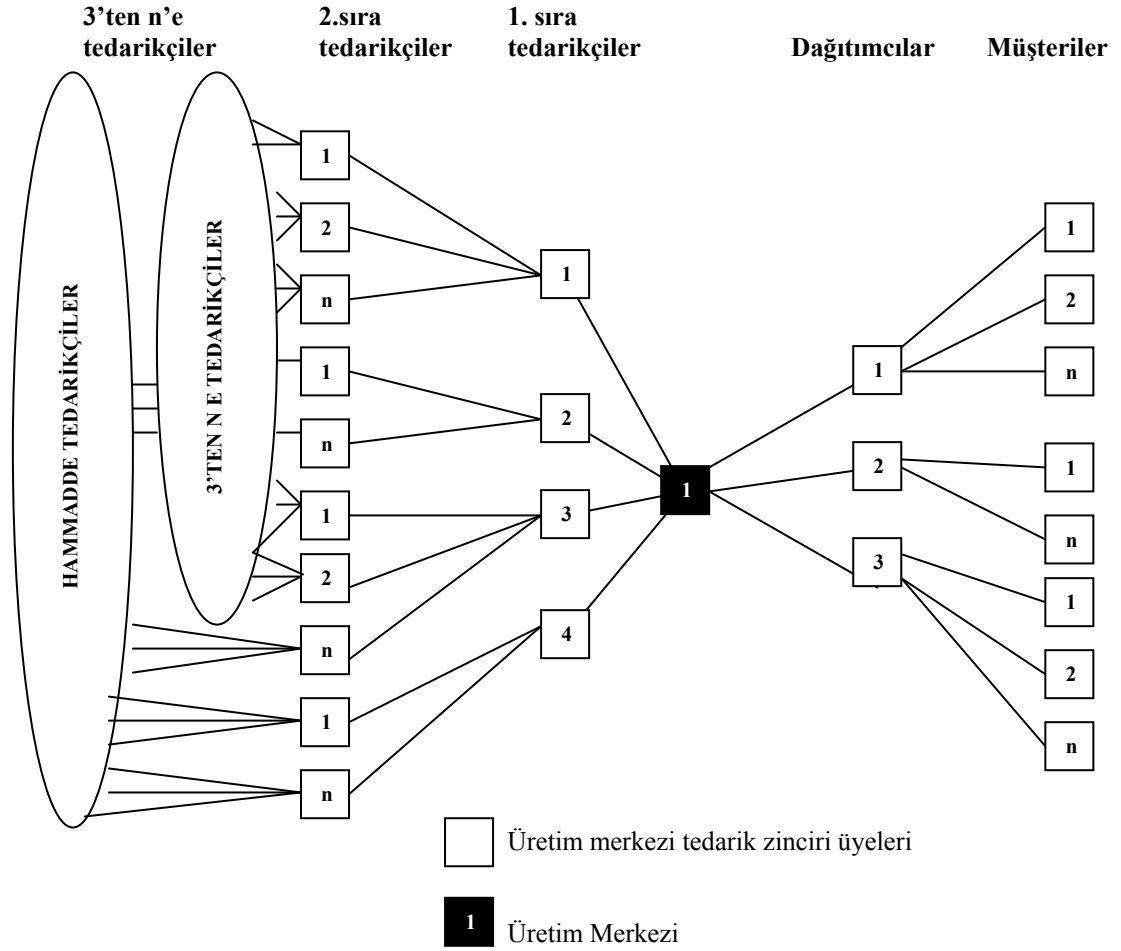 3’ten n’e
tedarikçiler
2.sıra
tedarikçiler
1. sıra
tedarikçiler
Dağıtımcılar
Müşteriler
HAMMADDE TEDARİKÇİLER
3’TEN N E TEDARİKÇİLER
1
2
n
1
n
1
2
n
1
n
1
2
3
4
1
1
2
3
1
2
n
1
n
1
2
n
Üretim merkezi tedarik zinciri üyeleri
1
Üretim Merkezi